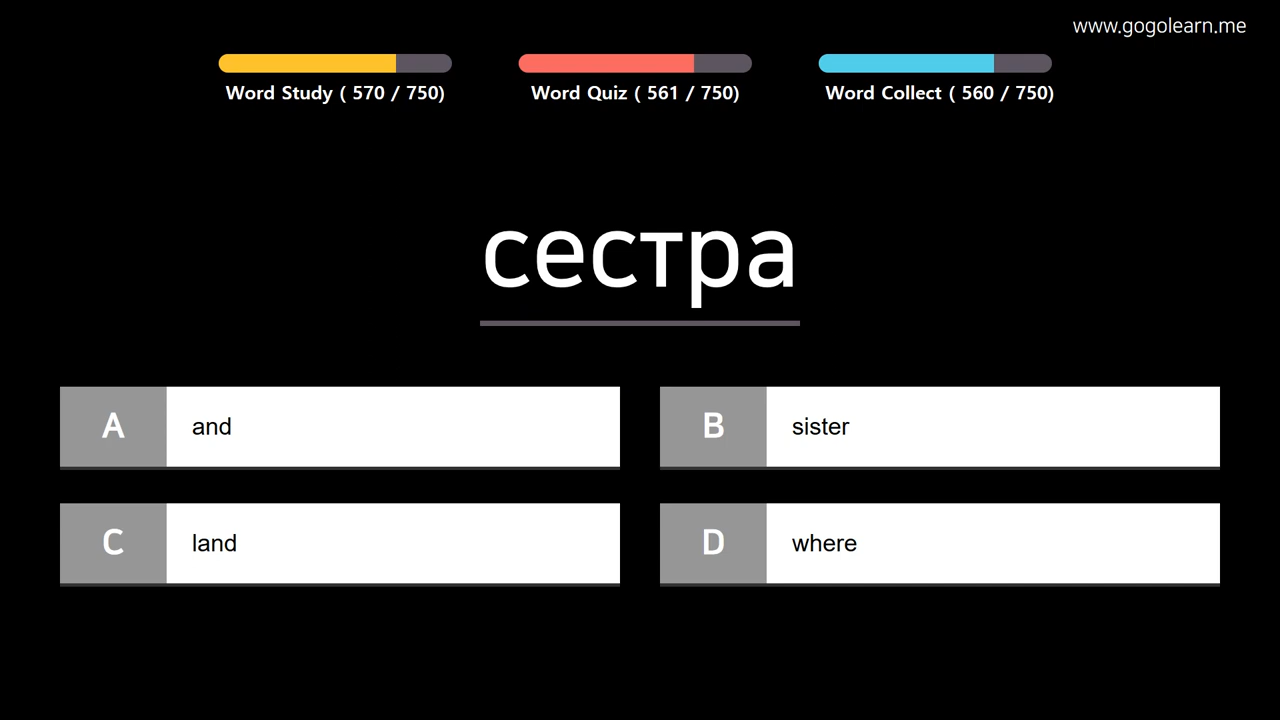 www.gogolearn.me
Word Study ( 570 / 750)
Word Quiz ( 561 / 750)
Word Collect ( 560 / 750)
сестра
A and
B sister
C land
D where